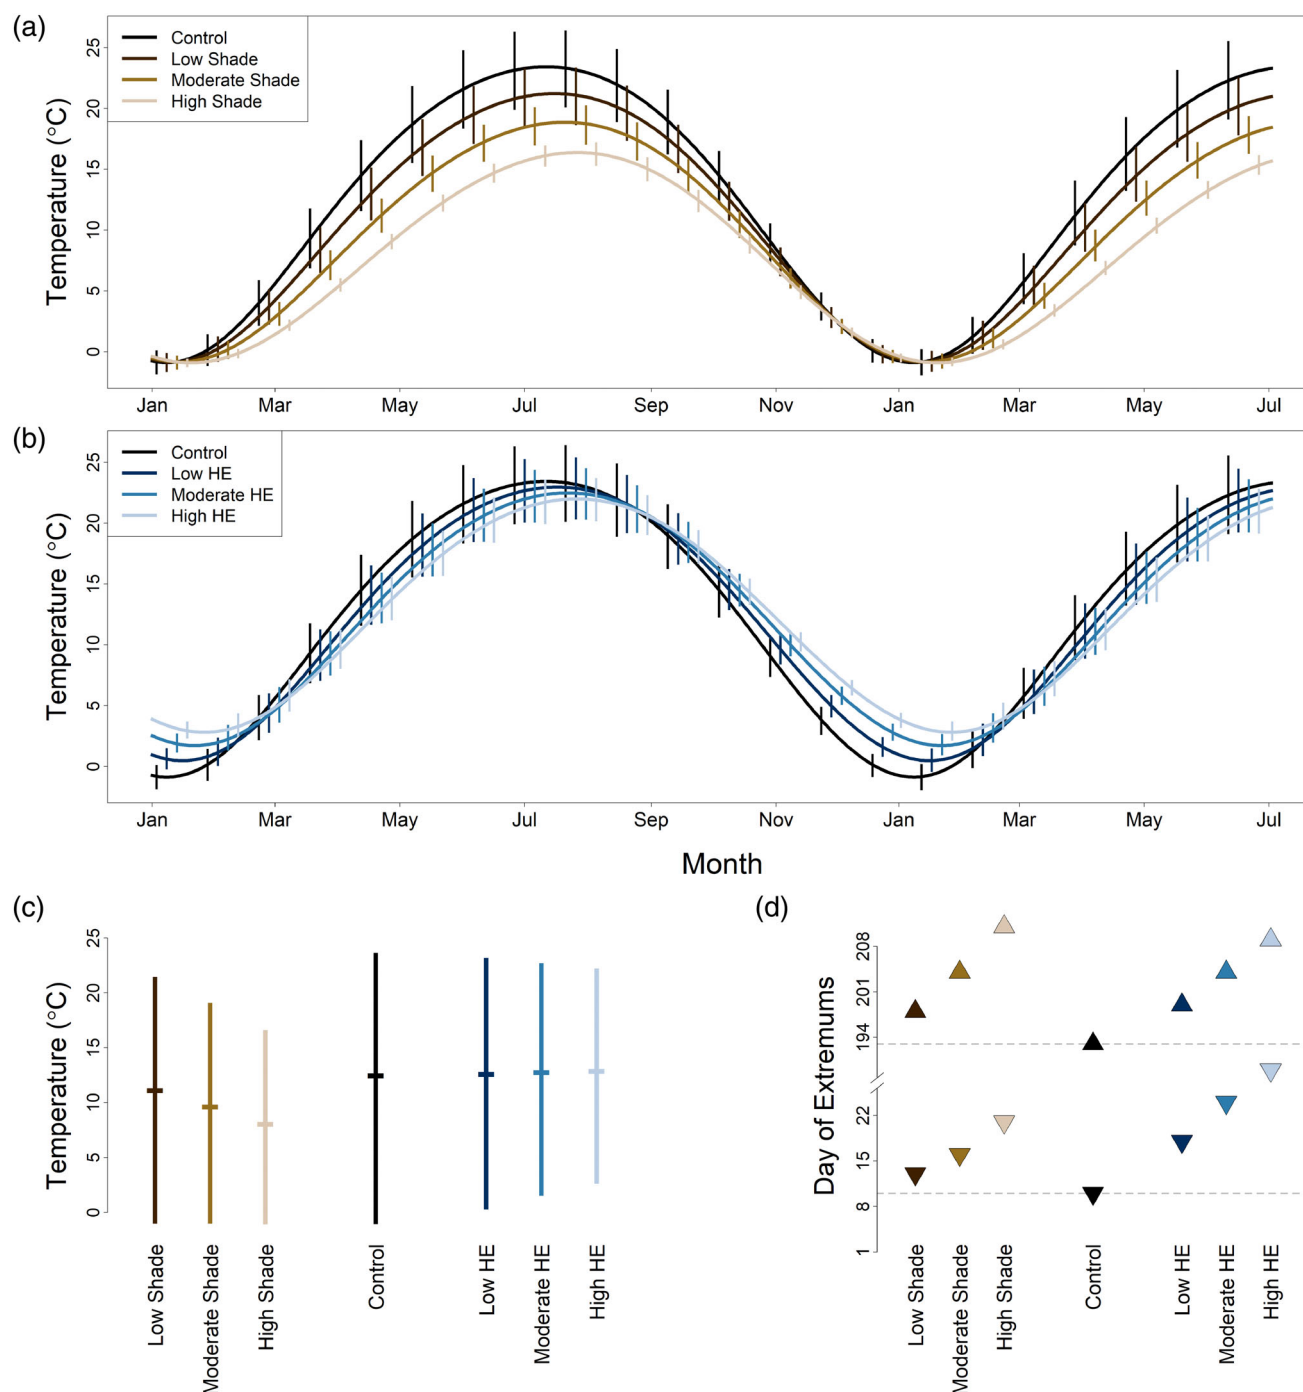 (a)
Control
Low Shade
Moderate Shade
High Shade
Temperature (°C)
25
20
15
10
5
0
Jan Mar May Jul Sep Nov Jan Mar May Jul
(b)
Control
Low HE
Moderate HE
High HE
Temperature (°C)
25
20
15
10
5
0
Jan Mar May Jul Sep Nov Jan Mar May Jul
Month
(c)
Temperature (°C)
25
20
15
10
5
0
Low Shade
Moderate Shade
High Shade
Control
Low HE
Moderate HE
High HE
(d)
Day of Extremums
208
201
194
22
15
8
1
Low Shade
Moderate Shade
High Shade
Control
Low HE
Moderate HE
High HE